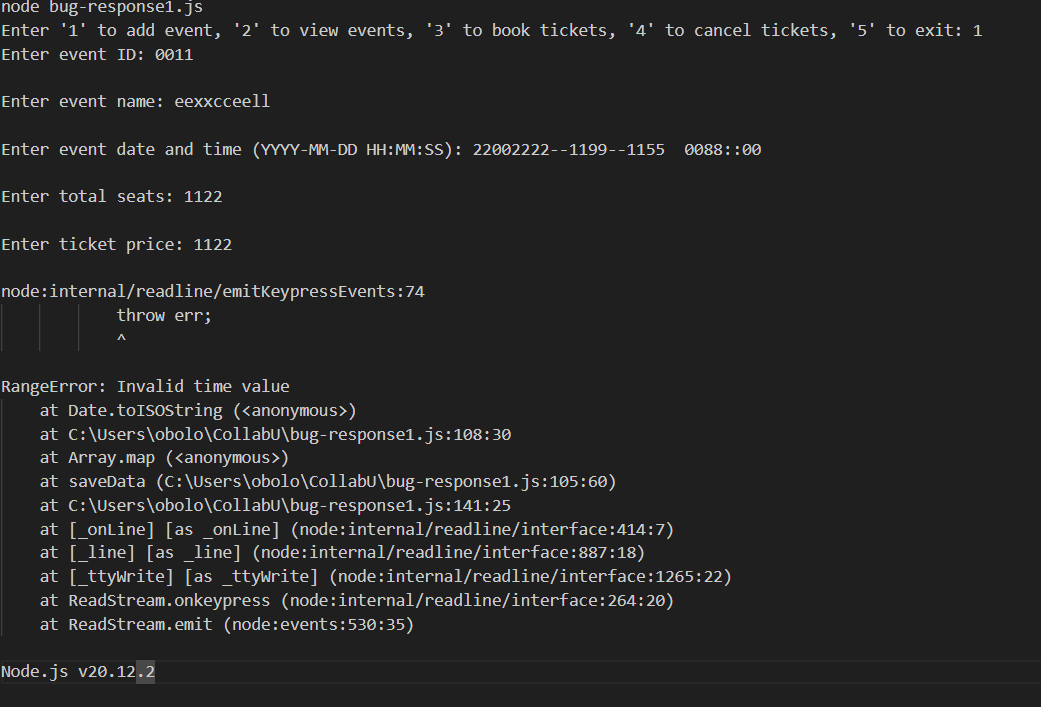 node bug-response1.js
Enter '1' to add event, '2' to view events, '3' to book tickets, '4' to cancel tickets, '5' to exit: 1
Enter event ID: 0011

Enter event name: eexxcceell

Enter event date and time (YYYY-MM-DD HH:MM:SS): 22002222--1199--1155  0088::00

Enter total seats: 1122

Enter ticket price: 1122

node:internal/readline/emitKeypressEvents:74
            throw err;
            ^

RangeError: Invalid time value
    at Date.toISOString (<anonymous>)
    at C:\Users\obolo\CollabU\bug-response1.js:108:30
    at Array.map (<anonymous>)
    at saveData (C:\Users\obolo\CollabU\bug-response1.js:105:60)
    at C:\Users\obolo\CollabU\bug-response1.js:141:25
    at [_onLine] [as _onLine] (node:internal/readline/interface:414:7)
    at [_line] [as _line] (node:internal/readline/interface:887:18)
    at [_ttyWrite] [as _ttyWrite] (node:internal/readline/interface:1265:22)
    at ReadStream.onkeypress (node:internal/readline/interface:264:20)
    at ReadStream.emit (node:events:530:35)

Node.js v20.12.2